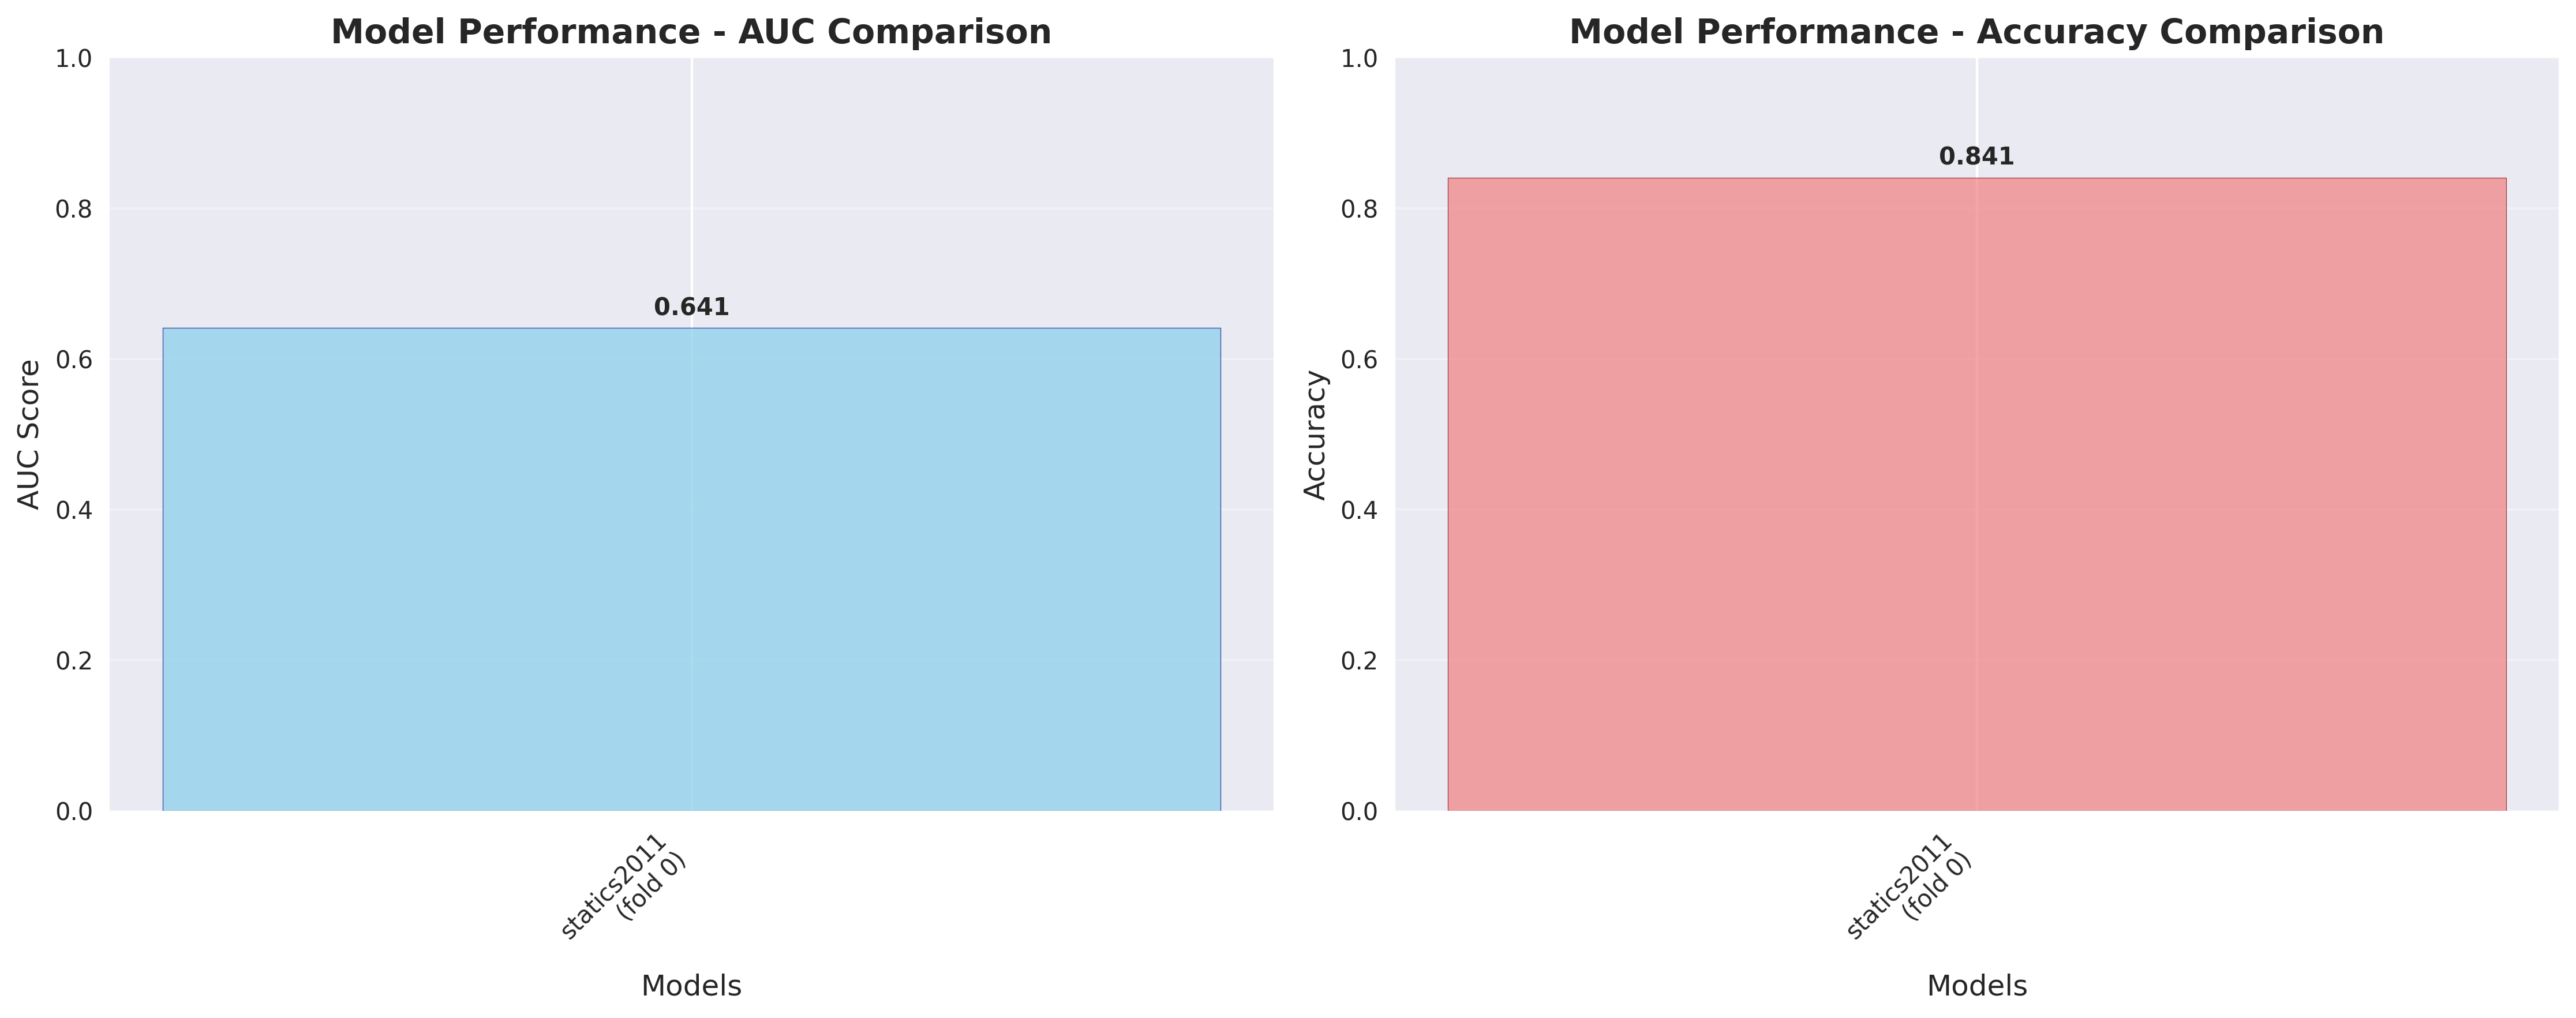 Model Performance - AUC Comparison
AUC Score
1.0
0.8
0.6
0.4
0.2
0.0
0.641
statics2011
(fold 0)
Models
Model Performance - Accuracy Comparison
Accuracy
1.0
0.8
0.6
0.4
0.2
0.0
0.841
statics2011
(fold 0)
Models